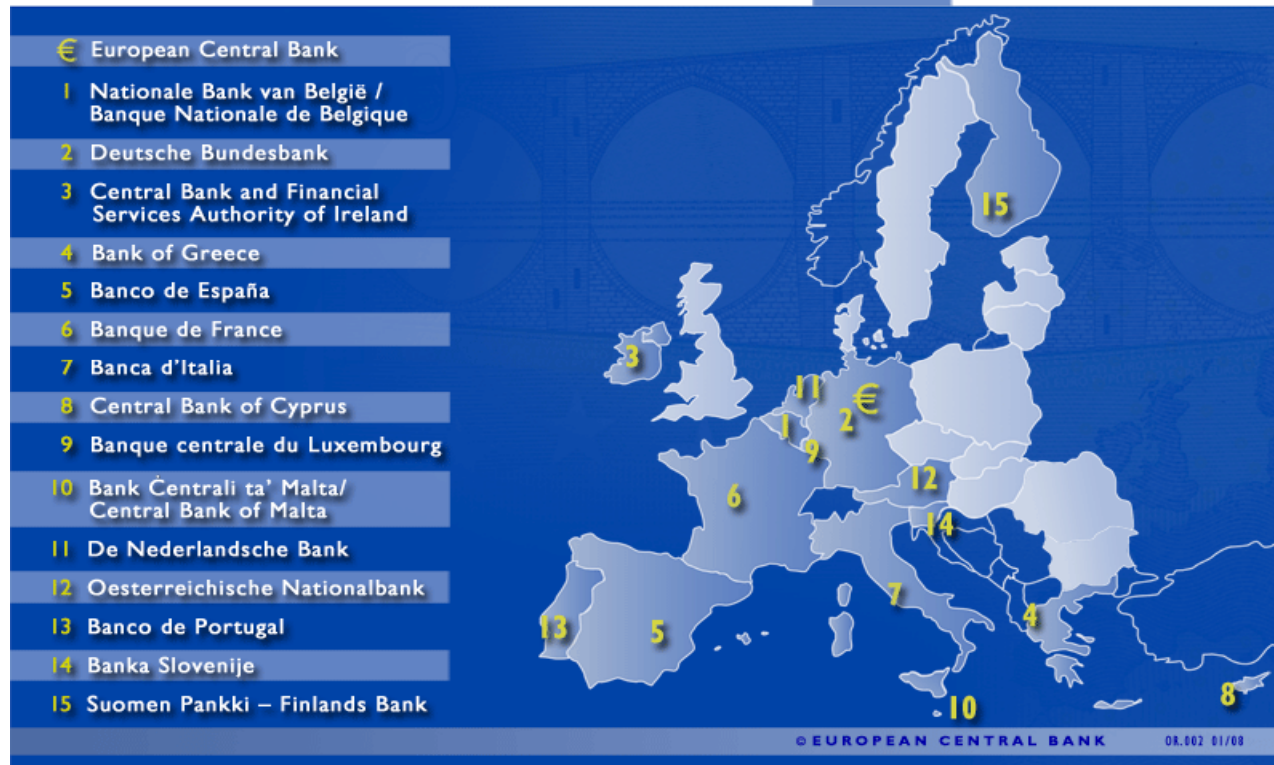 € European Central Bank
1 Nationale Bank van België /
Banque Nationale de Belgique
2 Deutsche Bundesbank
3 Central Bank and Financial
Services Authority of Ireland
4 Bank of Greece
5 Banco de España
6 Banque de France
7 Banca d'Italia
8 Central Bank of Cyprus
9 Banque centrale du Luxembourg
10 Bank Ċentrali ta' Malta/
Central Bank of Malta
11 De Nederlandsche Bank
12 Oesterreichische Nationalbank
13 Banco de Portugal
14 Banka Slovenije
15 Suomen Pankki – Finlands Bank
15
3
11
€
2
1
9
12
6
14
7
4
13
5
8
10
© EUROPEAN CENTRAL BANK OR.002 01/08